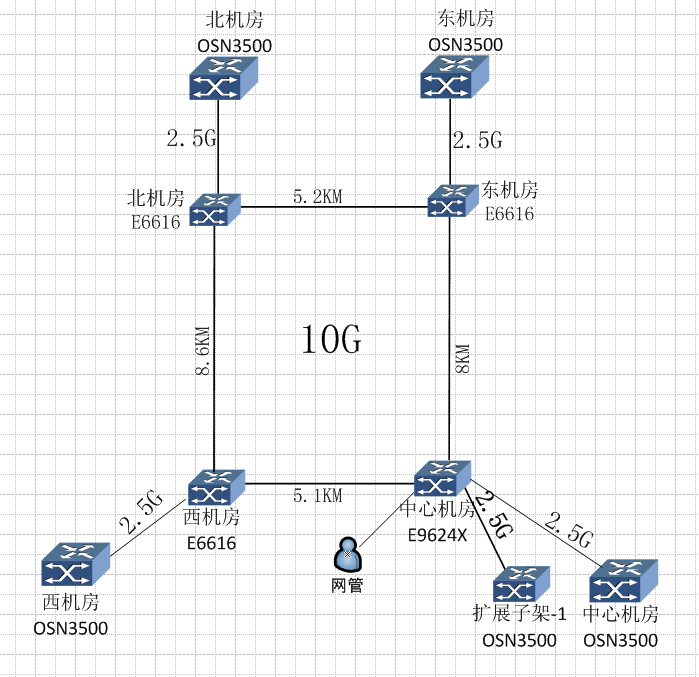 北机房
OSN3500
东机房
OSN3500
2.5G
2.5G
北机房
E6616
5.2KM
东机房
E6616
8.6KM
10G
8KM
西机房
E6616
5.1KM
中心机房
E9624X
2.5G
2.5G
2.5G
西机房
OSN3500
网管
扩展子架-1
OSN3500
中心机房
OSN3500